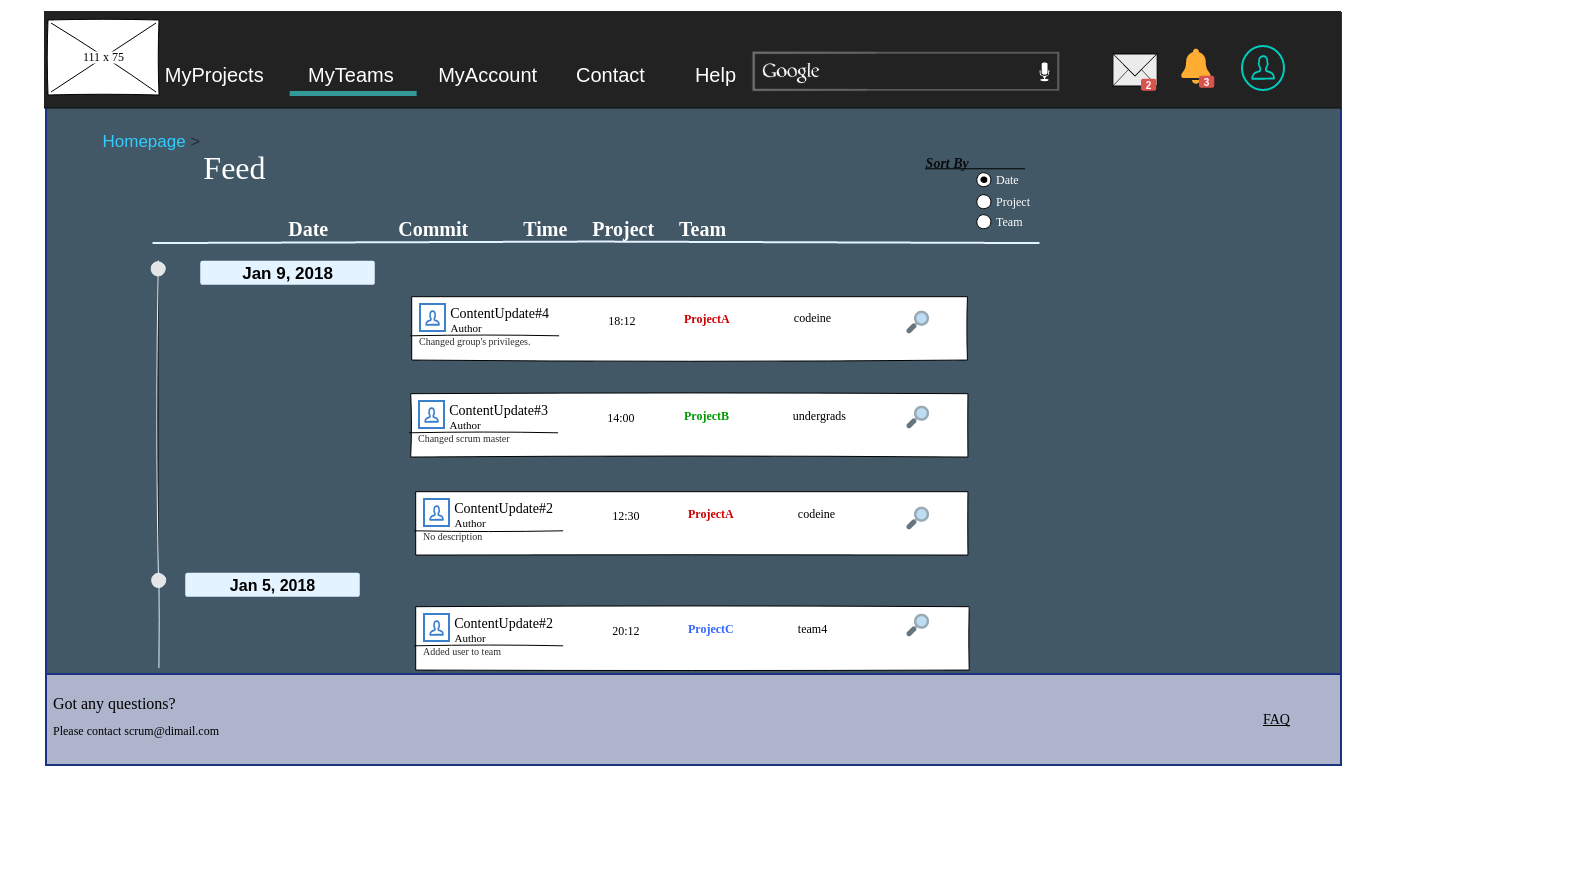 111 x 75
MyProjects MyTeams MyAccount Contact Help Google 2 3
Homepage >
Feed
Sort By
Date
Project
Team
Date Commit Time Project Team
Jan 9, 2018
ContentUpdate#4
Author
Changed group's privileges.
18:12 ProjectA codeine
ContentUpdate#3
Author
Changed scrum master
14:00 ProjectB undergrads
ContentUpdate#2
Author
No description
12:30 ProjectA codeine
Jan 5, 2018
ContentUpdate#2
Author
Added user to team
20:12 ProjectC team4
Got any questions?
Please contact scrum@dimail.com
FAQ